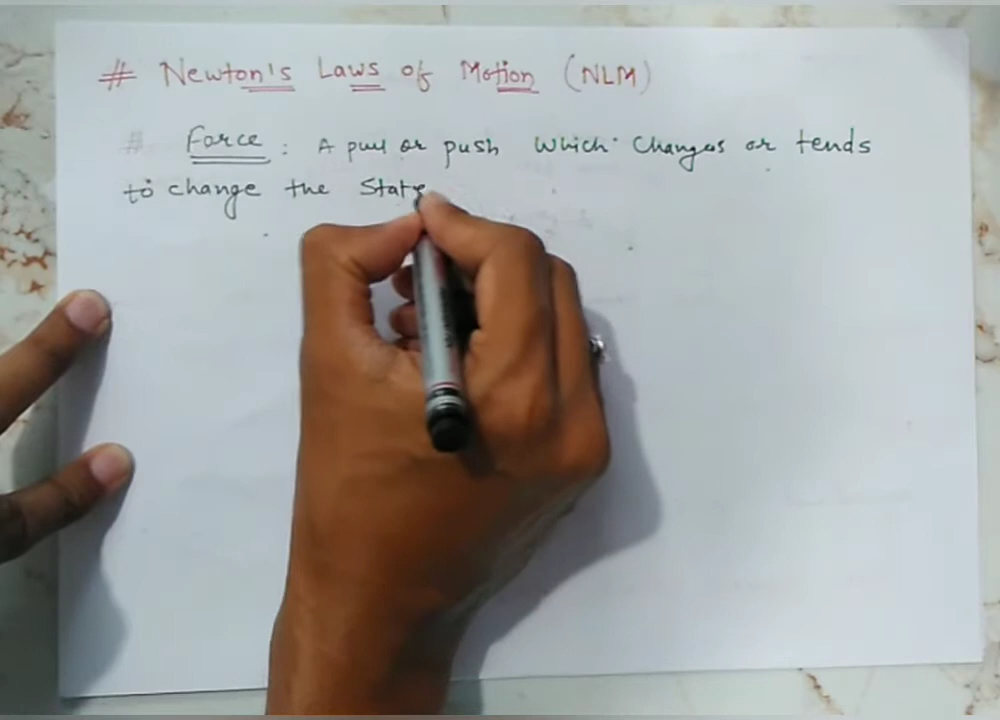 # Newton's Laws of Motion (NLM)
# Force : A pull or push which changes or tends
to change the State